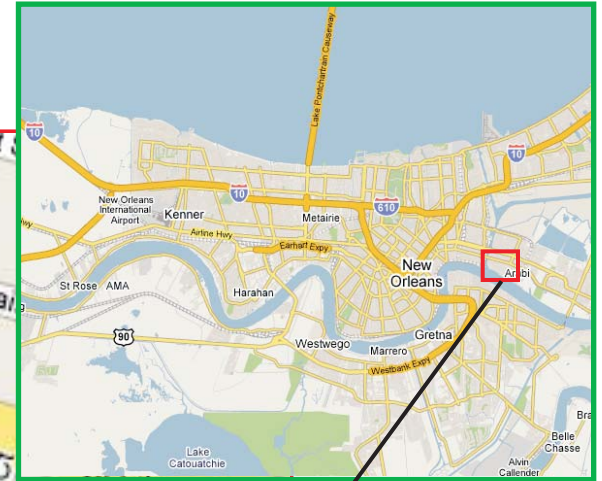 Lake Pontchartrain Causeway
10
10
New Orleans
International
Airport
Kenner
10
Metairie
610
Airline Hwy
Earhart Expy
New
Orleans
Arabi
St Rose
AMA
Harahan
90
Westwego
Gretna
Marrero
Westbank Expy
Lake
Catouatchie
Belle
Chasse
Alvin
Callender